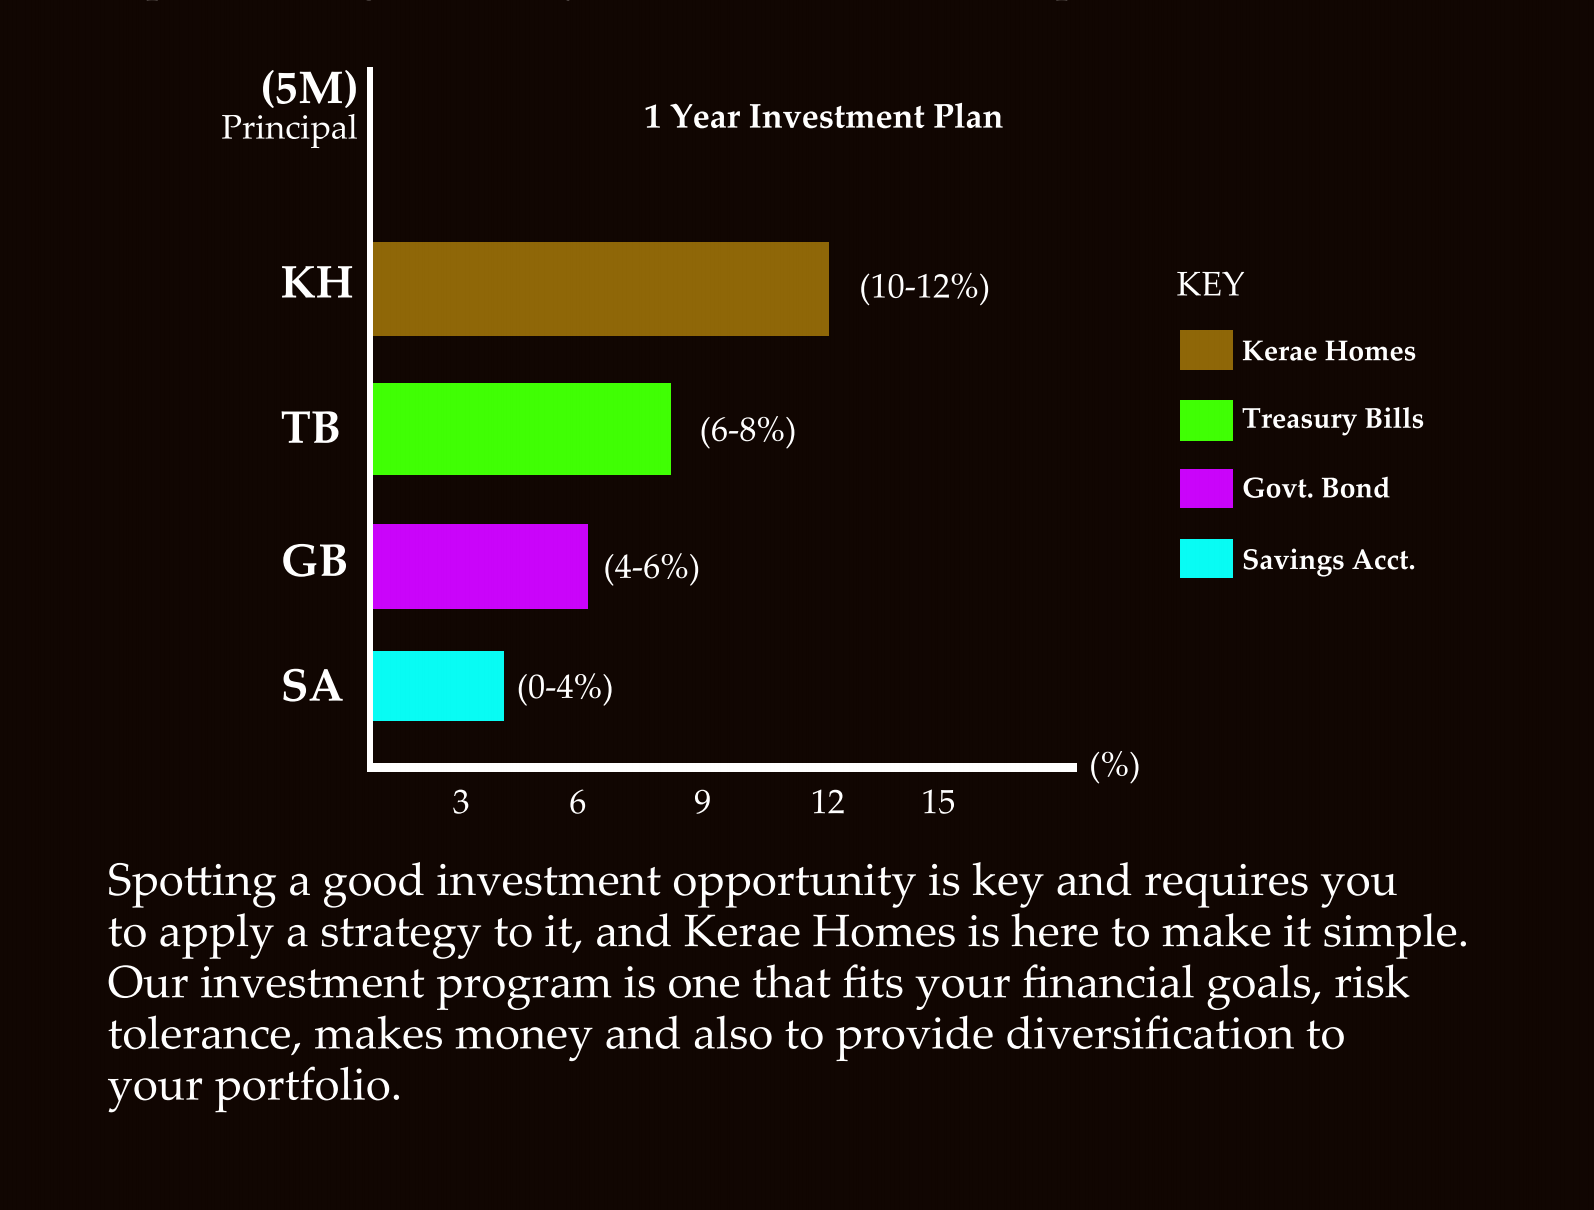 (5M)
Principal
1 Year Investment Plan
KH
(10-12%)
TB
(6-8%)
GB
(4-6%)
SA
(0-4%)
KEY
Kerae Homes
Treasury Bills
Govt. Bond
Savings Acct.
(%)
3 6 9 12 15
Spotting a good investment opportunity is key and requires you
to apply a strategy to it, and Kerae Homes is here to make it simple.
Our investment program is one that fits your financial goals, risk
tolerance, makes money and also to provide diversification to
your portfolio.